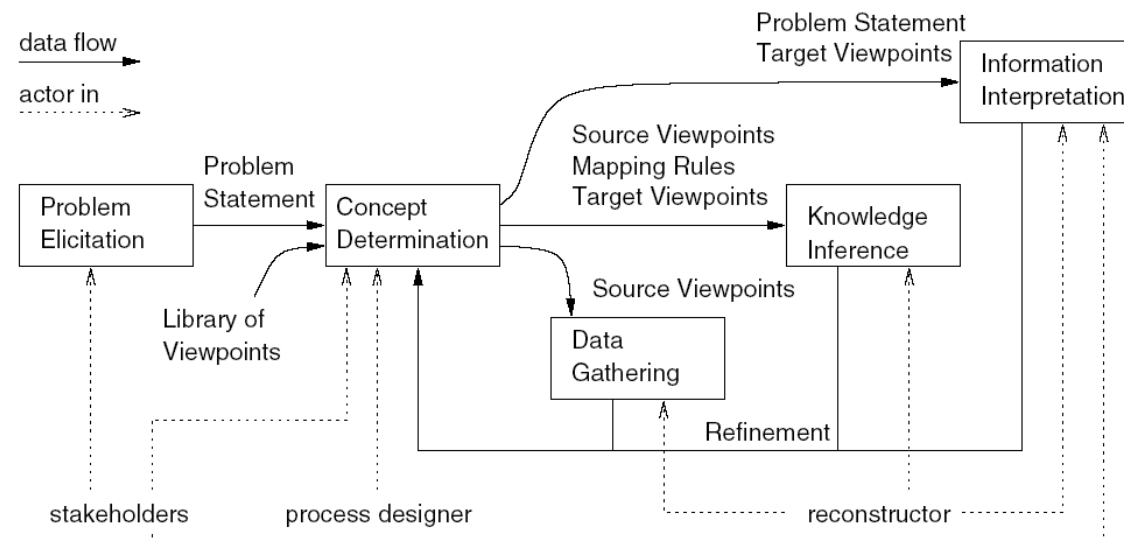 data flow
actor in
Problem Statement
Target Viewpoints
Information
Interpretation
Source Viewpoints
Mapping Rules
Target Viewpoints
Problem
Statement
Problem
Elicitation
Concept
Determination
Knowledge
Inference
Library of
Viewpoints
Source Viewpoints
Data
Gathering
Refinement
stakeholders
process designer
reconstructor